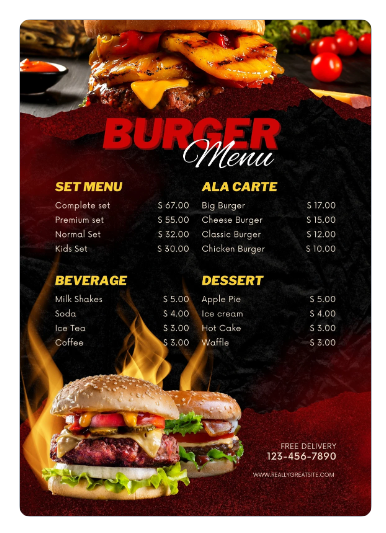 BURGER
Menu
SET MENU
Complete set $ 67.00
Premium set $ 55.00
Normal Set $ 32.00
Kids Set $ 30.00
ALA CARTE
Big Burger $ 17.00
Cheese Burger $ 15.00
Classic Burger $ 12.00
Chicken Burger $ 10.00
BEVERAGE
Milk Shakes $ 5.00
Soda $ 4.00
Ice Tea $ 3.00
Coffee $ 3.00
DESSERT
Apple Pie $ 5.00
Ice cream $ 4.00
Hot Cake $ 3.00
Waffle $ 3.00
FREE DELIVERY
123-456-7890
WWW.REALLYGREATSITE.COM